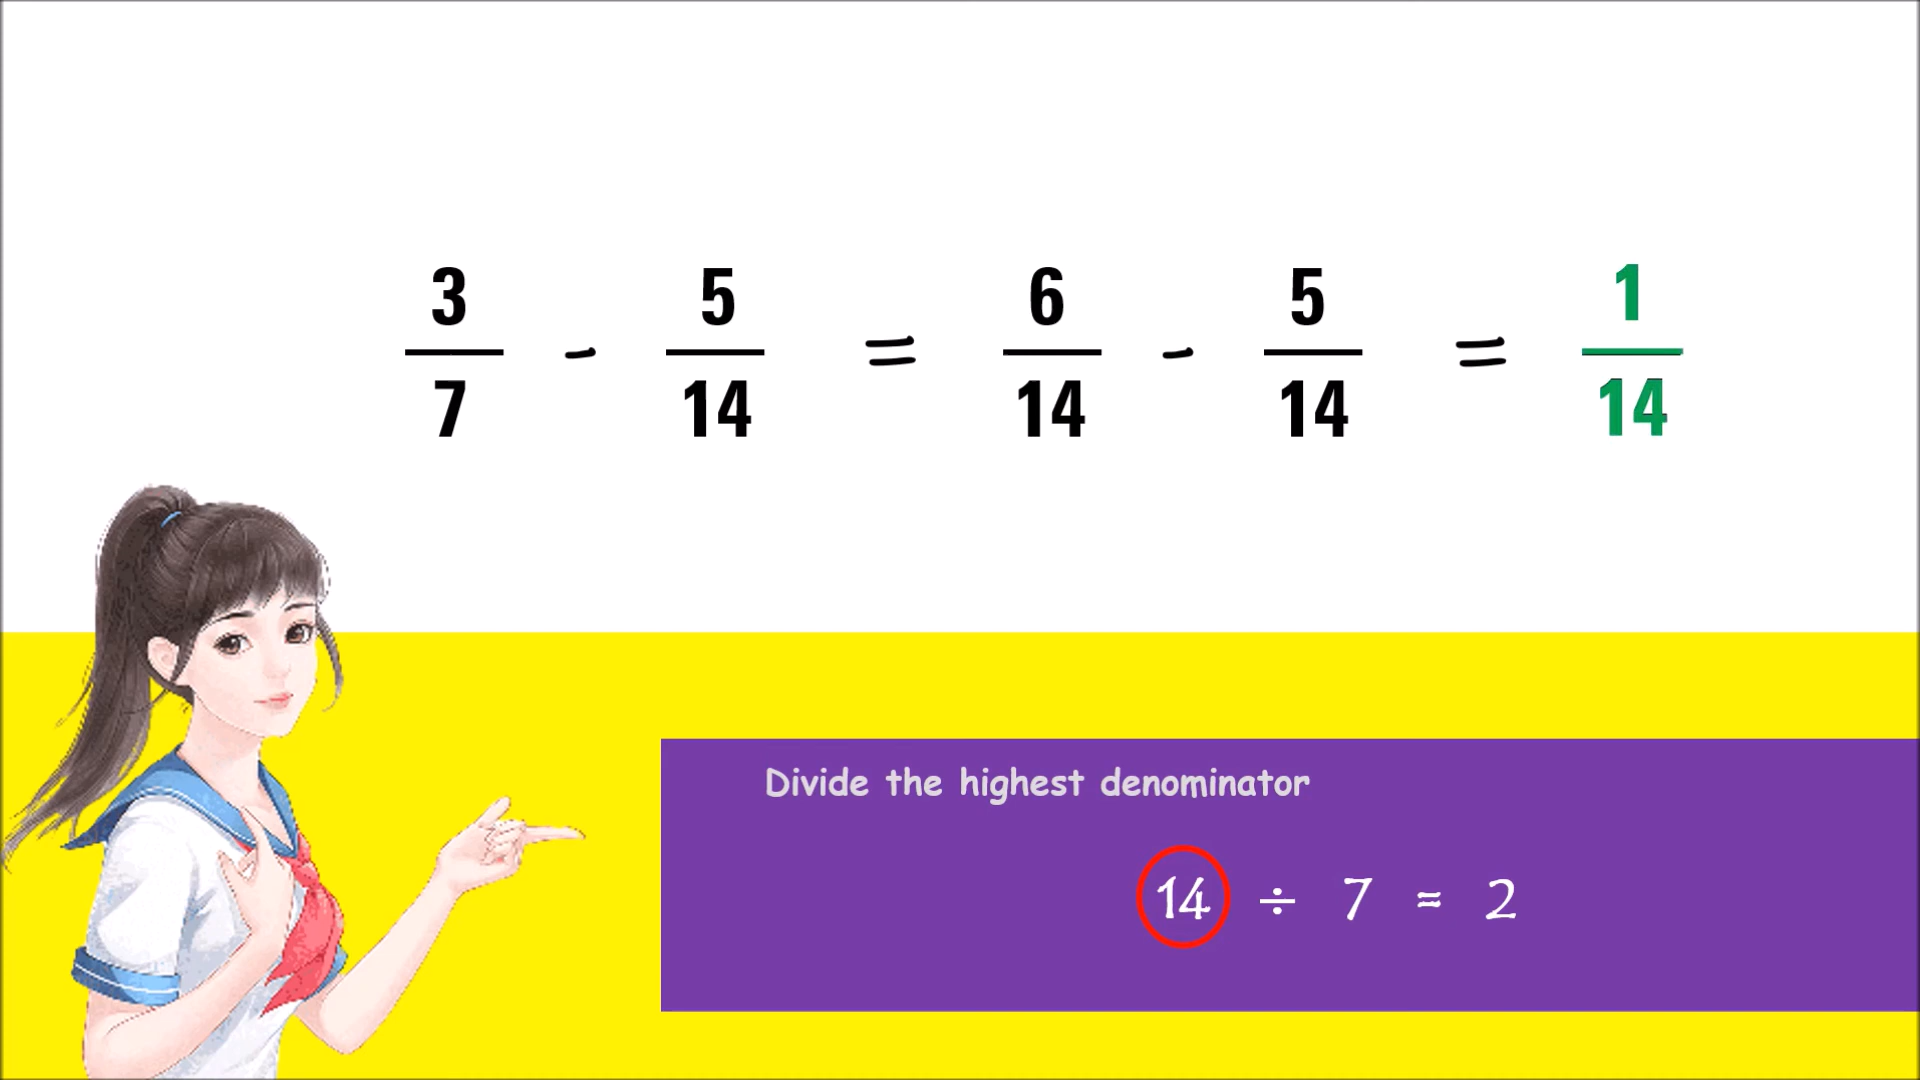 3/7 - 5/14 = 6/14 - 5/14 = 1/14
Divide the highest denominator
14 ÷ 7 = 2